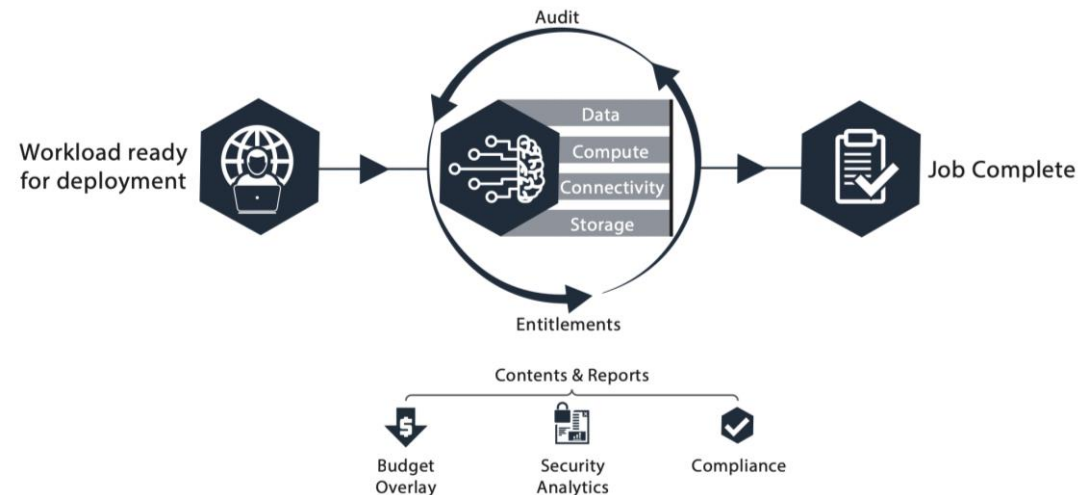 Audit
Workload ready
for deployment
Data
Compute
Connectivity
Storage
Job Complete
Entitlements
Contents & Reports
$
Budget
Overlay
Security
Analytics
Compliance